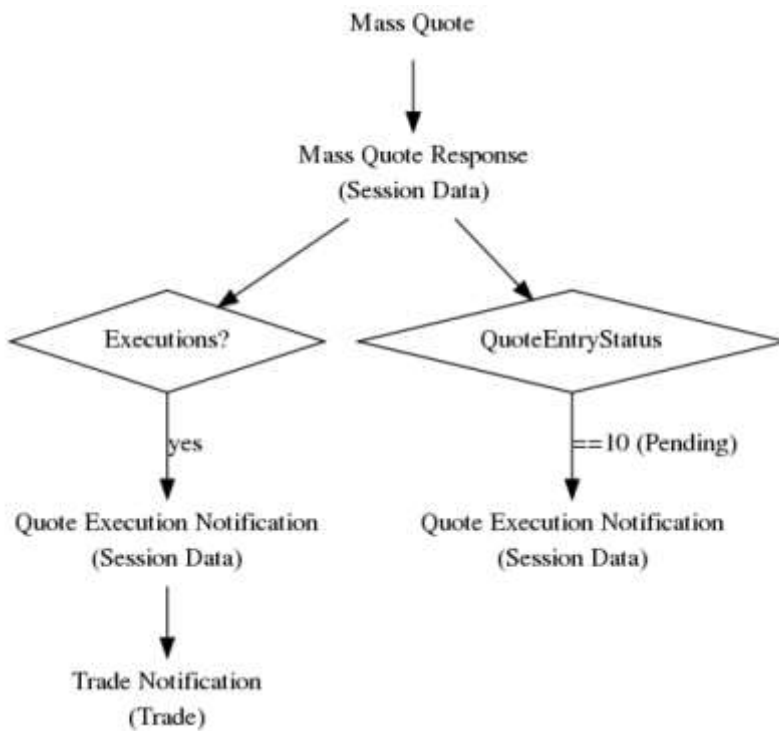 Mass Quote
Mass Quote Response
(Session Data)
Executions?
QuoteEntryStatus
yes
==10 (Pending)
Quote Execution Notification
(Session Data)
Quote Execution Notification
(Session Data)
Trade Notification
(Trade)